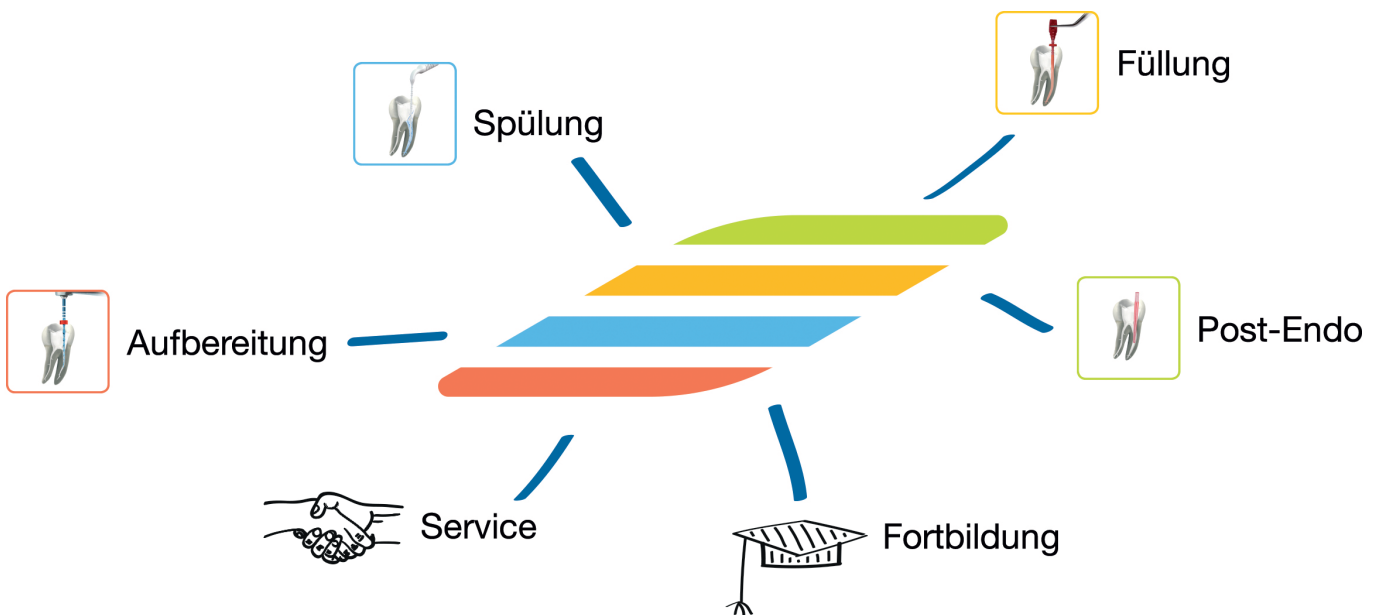 Füllung
Spülung
Aufbereitung
Post-Endo
Service
Fortbildung